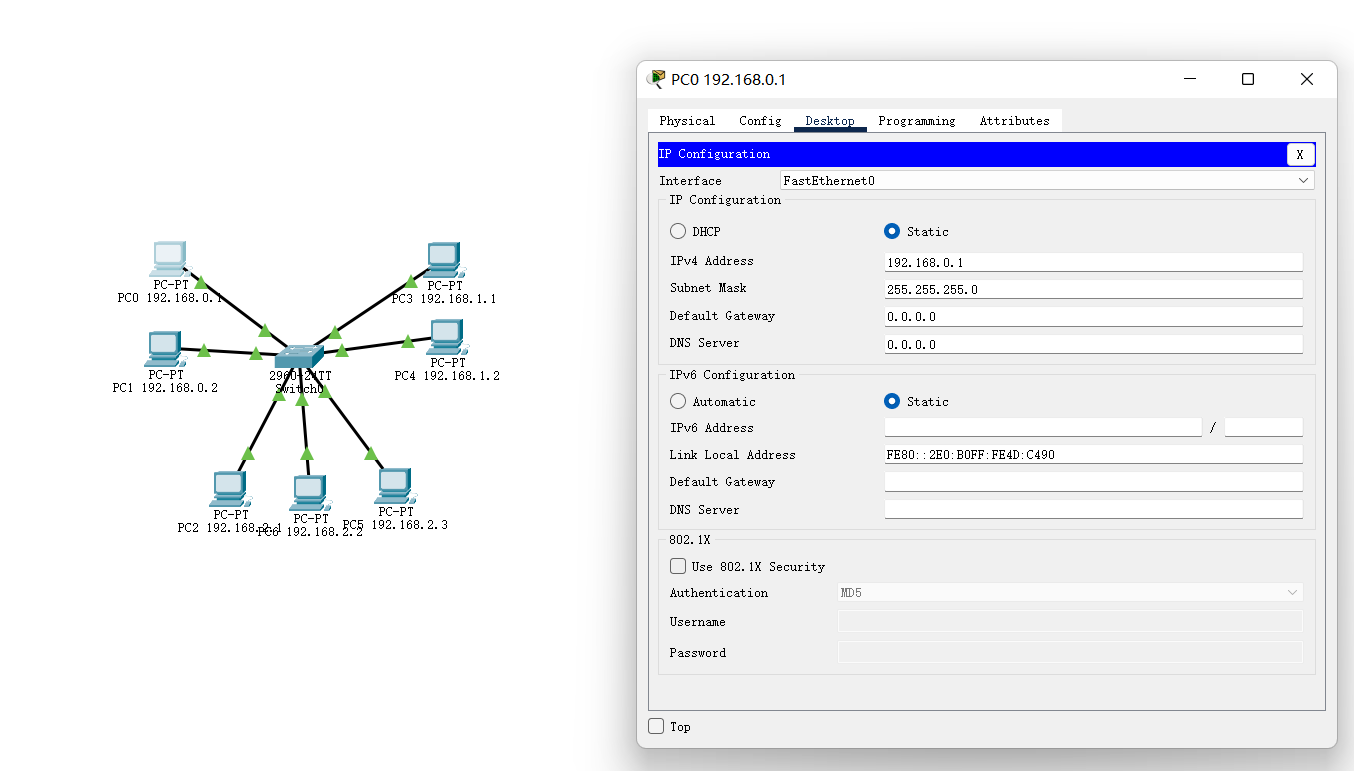 PC-PT
PC0 192.168.0.1
PC-PT
PC3 192.168.1.1
PC-PT
PC1 192.168.0.2
PC-PT
PC4 192.168.1.2
2960-24TT
Switch0
PC-PT
PC2 192.168.2.1
PC-PT
PC6 192.168.2.2
PC-PT
PC5 192.168.2.3
PC0 192.168.0.1
Physical Config Desktop Programming Attributes
IP Configuration X
Interface FastEthernet0
IP Configuration
DHCP Static
IPv4 Address 192.168.0.1
Subnet Mask 255.255.255.0
Default Gateway 0.0.0.0
DNS Server 0.0.0.0
IPv6 Configuration
Automatic Static
IPv6 Address /
Link Local Address FE80::2E0:B0FF:FE4D:C490
Default Gateway
DNS Server
802.1X
Use 802.1X Security
Authentication MD5
Username
Password
Top